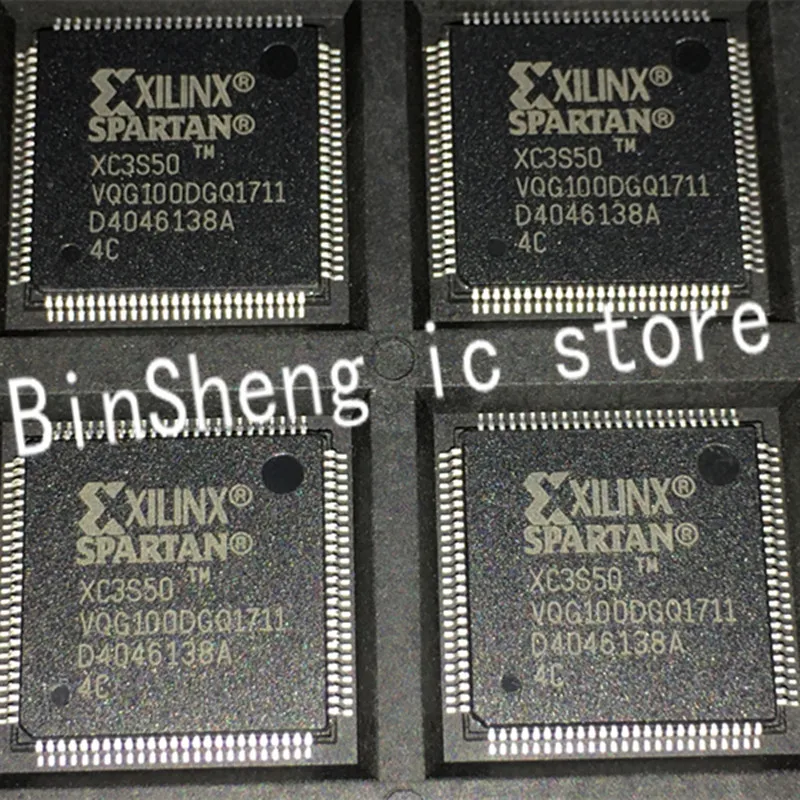 XILINX®
SPARTAN®
XC3S50™
VQG100DGQ1711
D4046138A
4C
XILINX®
SPARTAN®
XC3S50™
VQG100DGQ1711
D4046138A
4C
BinSheng ic store
XILINX®
SPARTAN®
XC3S50™
VQG100DGQ1711
D4046138A
4C
XILINX®
SPARTAN®
XC3S50™
VQG100DGQ1711
D4046138A
4C